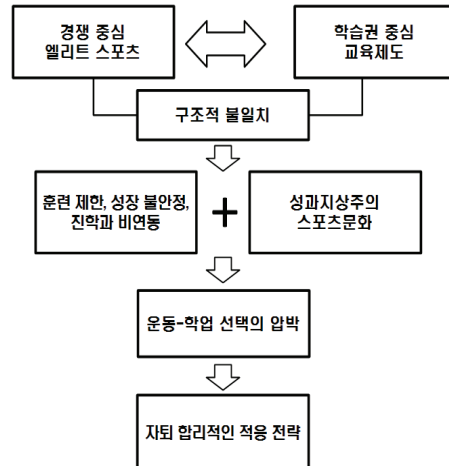 경쟁 중심
엘리트 스포츠
학습권 중심
교육제도
구조적 불일치
훈련 제한, 성장 불안정,
진학과 비연동
+
성과지상주의
스포츠문화
운동-학업 선택의 압박
자퇴 합리적인 적응 전략